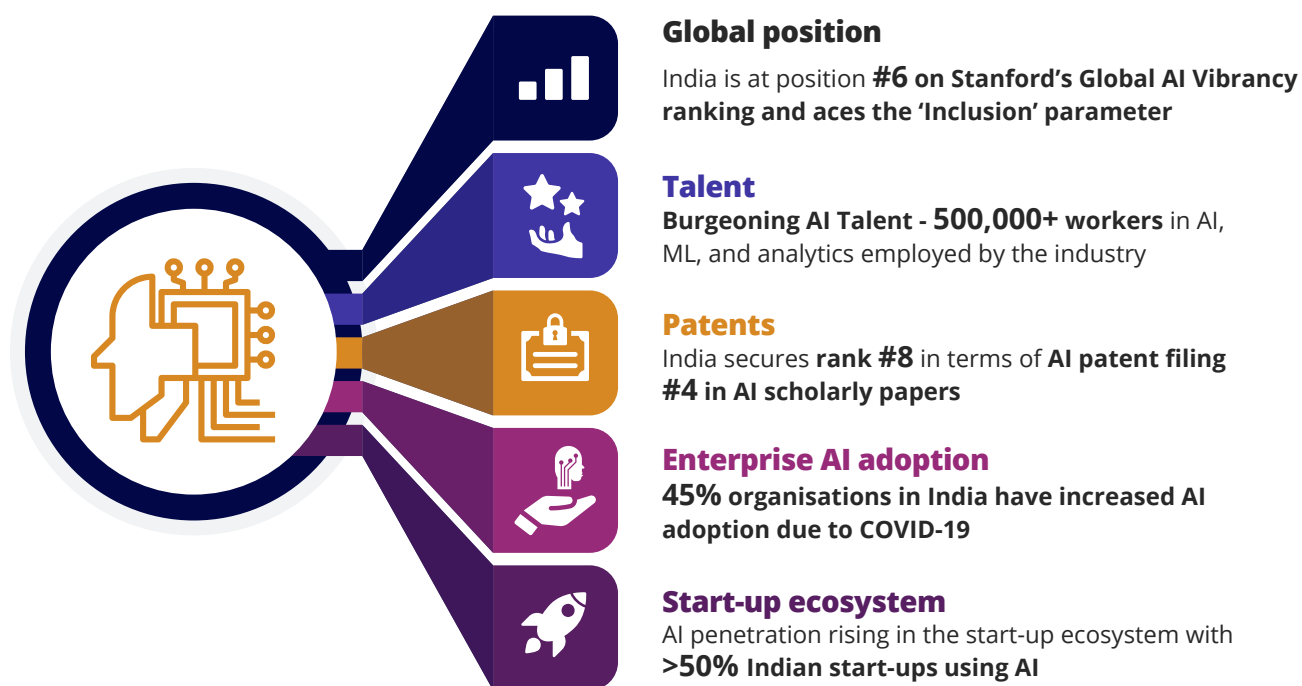 Global position
India is at position #6 on Stanford’s Global AI Vibrancy
ranking and aces the ‘Inclusion’ parameter
Talent
Burgeoning AI Talent - 500,000+ workers in AI,
ML, and analytics employed by the industry
Patents
India secures rank #8 in terms of AI patent filing
#4 in AI scholarly papers
Enterprise AI adoption
45% organisations in India have increased AI
adoption due to COVID-19
Start-up ecosystem
AI penetration rising in the start-up ecosystem with
>50% Indian start-ups using AI